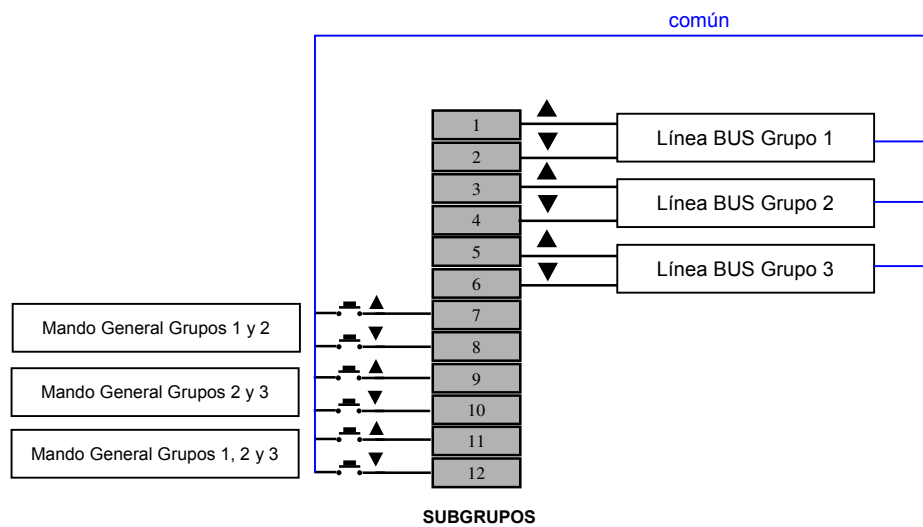 común
1
Línea BUS Grupo 1
2
3
Línea BUS Grupo 2
4
5
Línea BUS Grupo 3
6
Mando General Grupos 1 y 2
7
8
Mando General Grupos 2 y 3
9
10
Mando General Grupos 1, 2 y 3
11
12
SUBGRUPOS